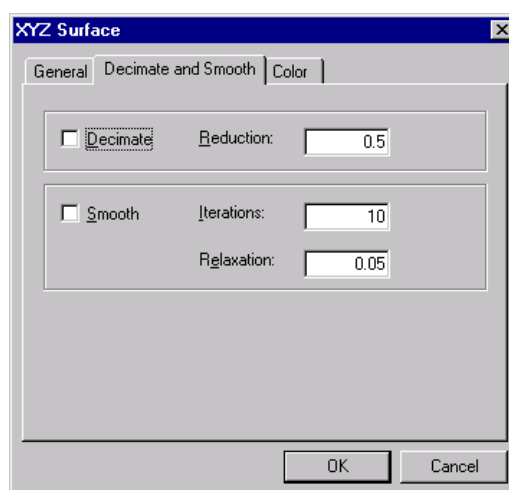 XYZ Surface
General Decimate and Smooth Color
Decimate Reduction: 0.5
Smooth Iterations: 10
Relaxation: 0.05
OK Cancel